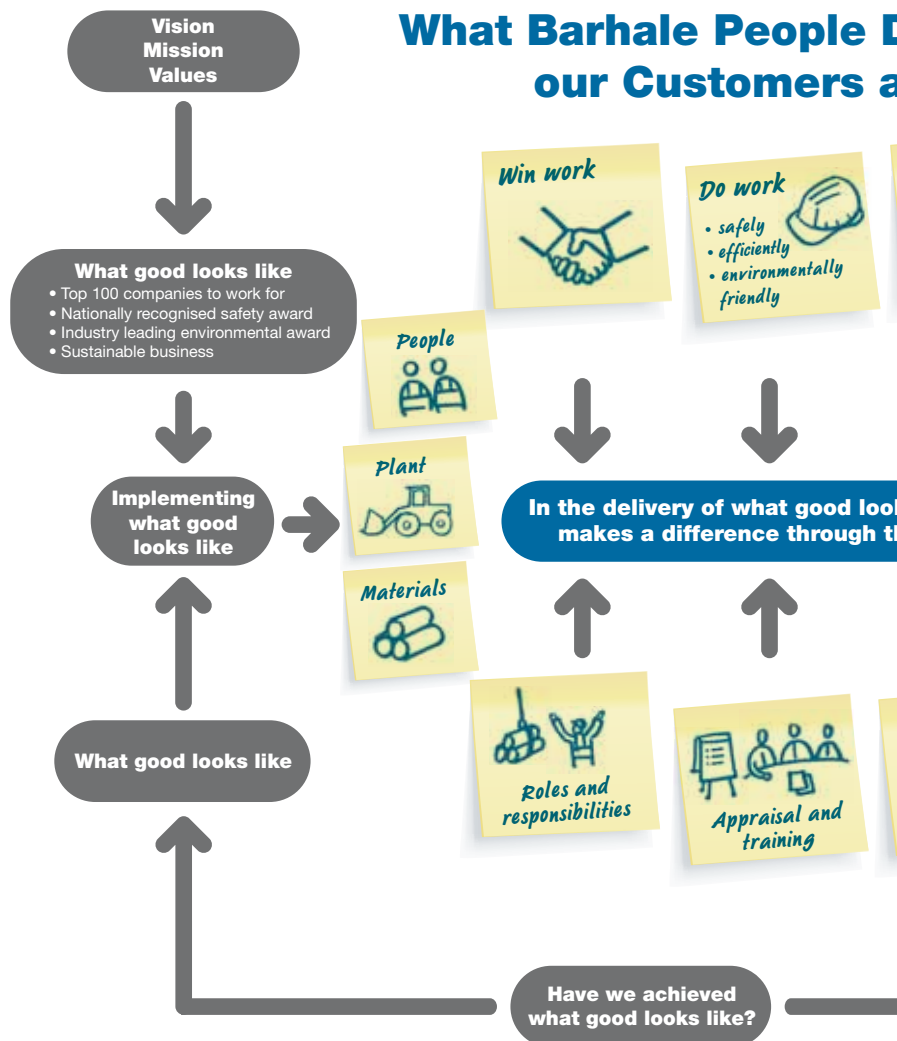 Vision
Mission
Values
What Barhale People D
our Customers a
Win work
Do work
• safely
• efficiently
• environmentally
friendly
What good looks like
• Top 100 companies to work for
• Nationally recognised safety award
• Industry leading environmental award
• Sustainable business
People
Plant
Materials
Implementing
what good
looks like
In the delivery of what good look
makes a difference through th
What good looks like
Roles and
responsibilities
Appraisal and
training
Have we achieved
what good looks like?